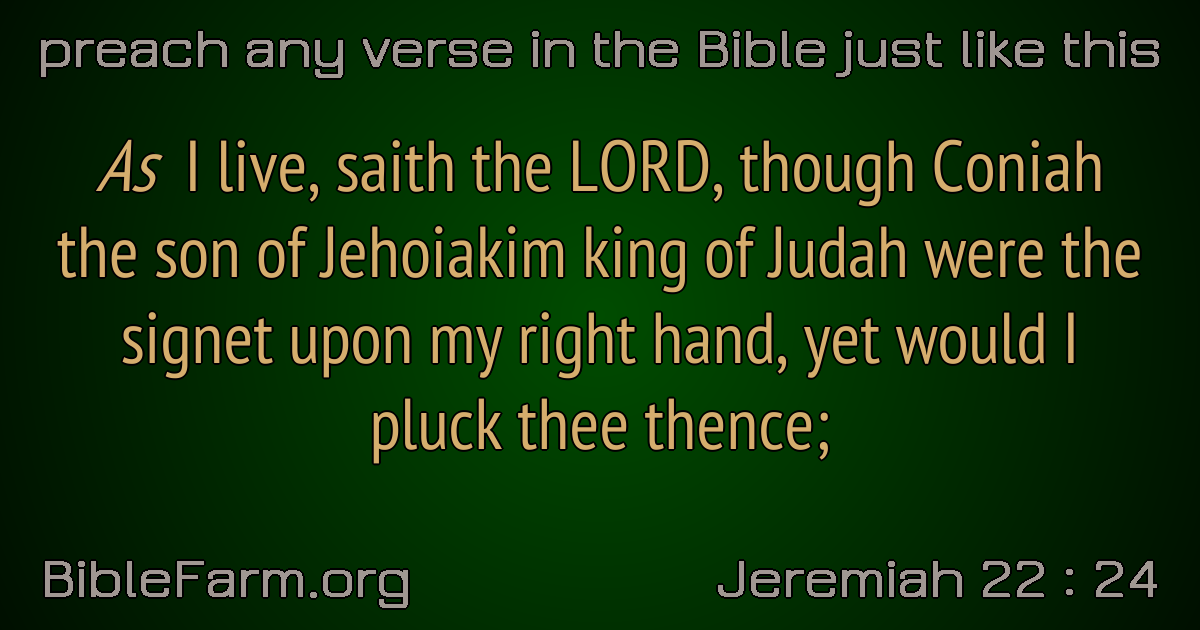 preach any verse in the Bible just like this
As I live, saith the LORD, though Coniah
the son of Jehoiakim king of Judah were the
signet upon my right hand, yet would I
pluck thee thence;
BibleFarm.org
Jeremiah 22 : 24